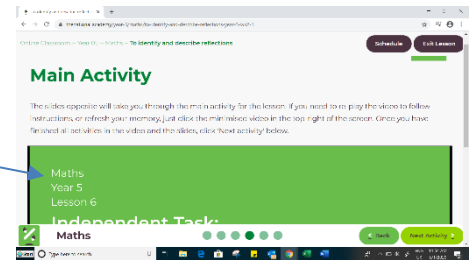 Online Classroom > Year 5 > Maths > To identify and describe reflections
Schedule
Exit Lesson
Main Activity
The slides opposite will take you through the main activity for the lesson. If you need to re-play the video to follow
instructions, or refresh your memory, just click the minimised video in the top right of the screen. Once you have
finished all activities in the video and the slides, click 'Next activity' below.
Maths
Year 5
Lesson 6
Independent Task:
Maths
Back
Next Activity
Type here to search